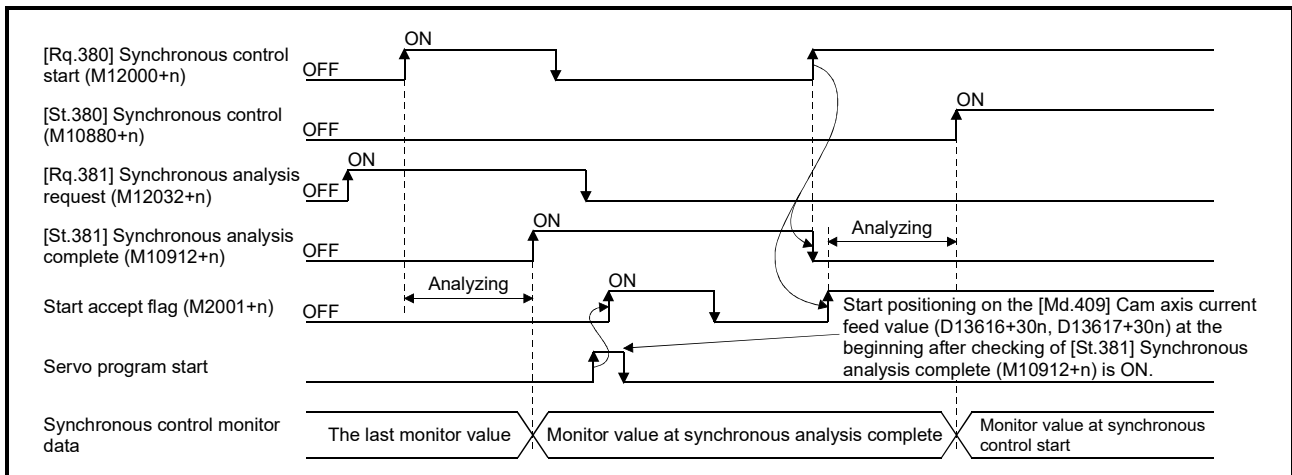 [Rq.380] Synchronous control
start (M12000+n)
OFF
ON
[St.380] Synchronous control
(M10880+n)
OFF
ON
[Rq.381] Synchronous analysis
request (M12032+n)
OFF
ON
[St.381] Synchronous analysis
complete (M10912+n)
OFF
ON
Analyzing
Analyzing
Start accept flag (M2001+n)
OFF
ON
Start positioning on the [Md.409] Cam axis current
feed value (D13616+30n, D13617+30n) at the
beginning after checking of [St.381] Synchronous
analysis complete (M10912+n) is ON.
Servo program start
Synchronous control monitor
data
The last monitor value
Monitor value at synchronous analysis complete
Monitor value at synchronous
control start